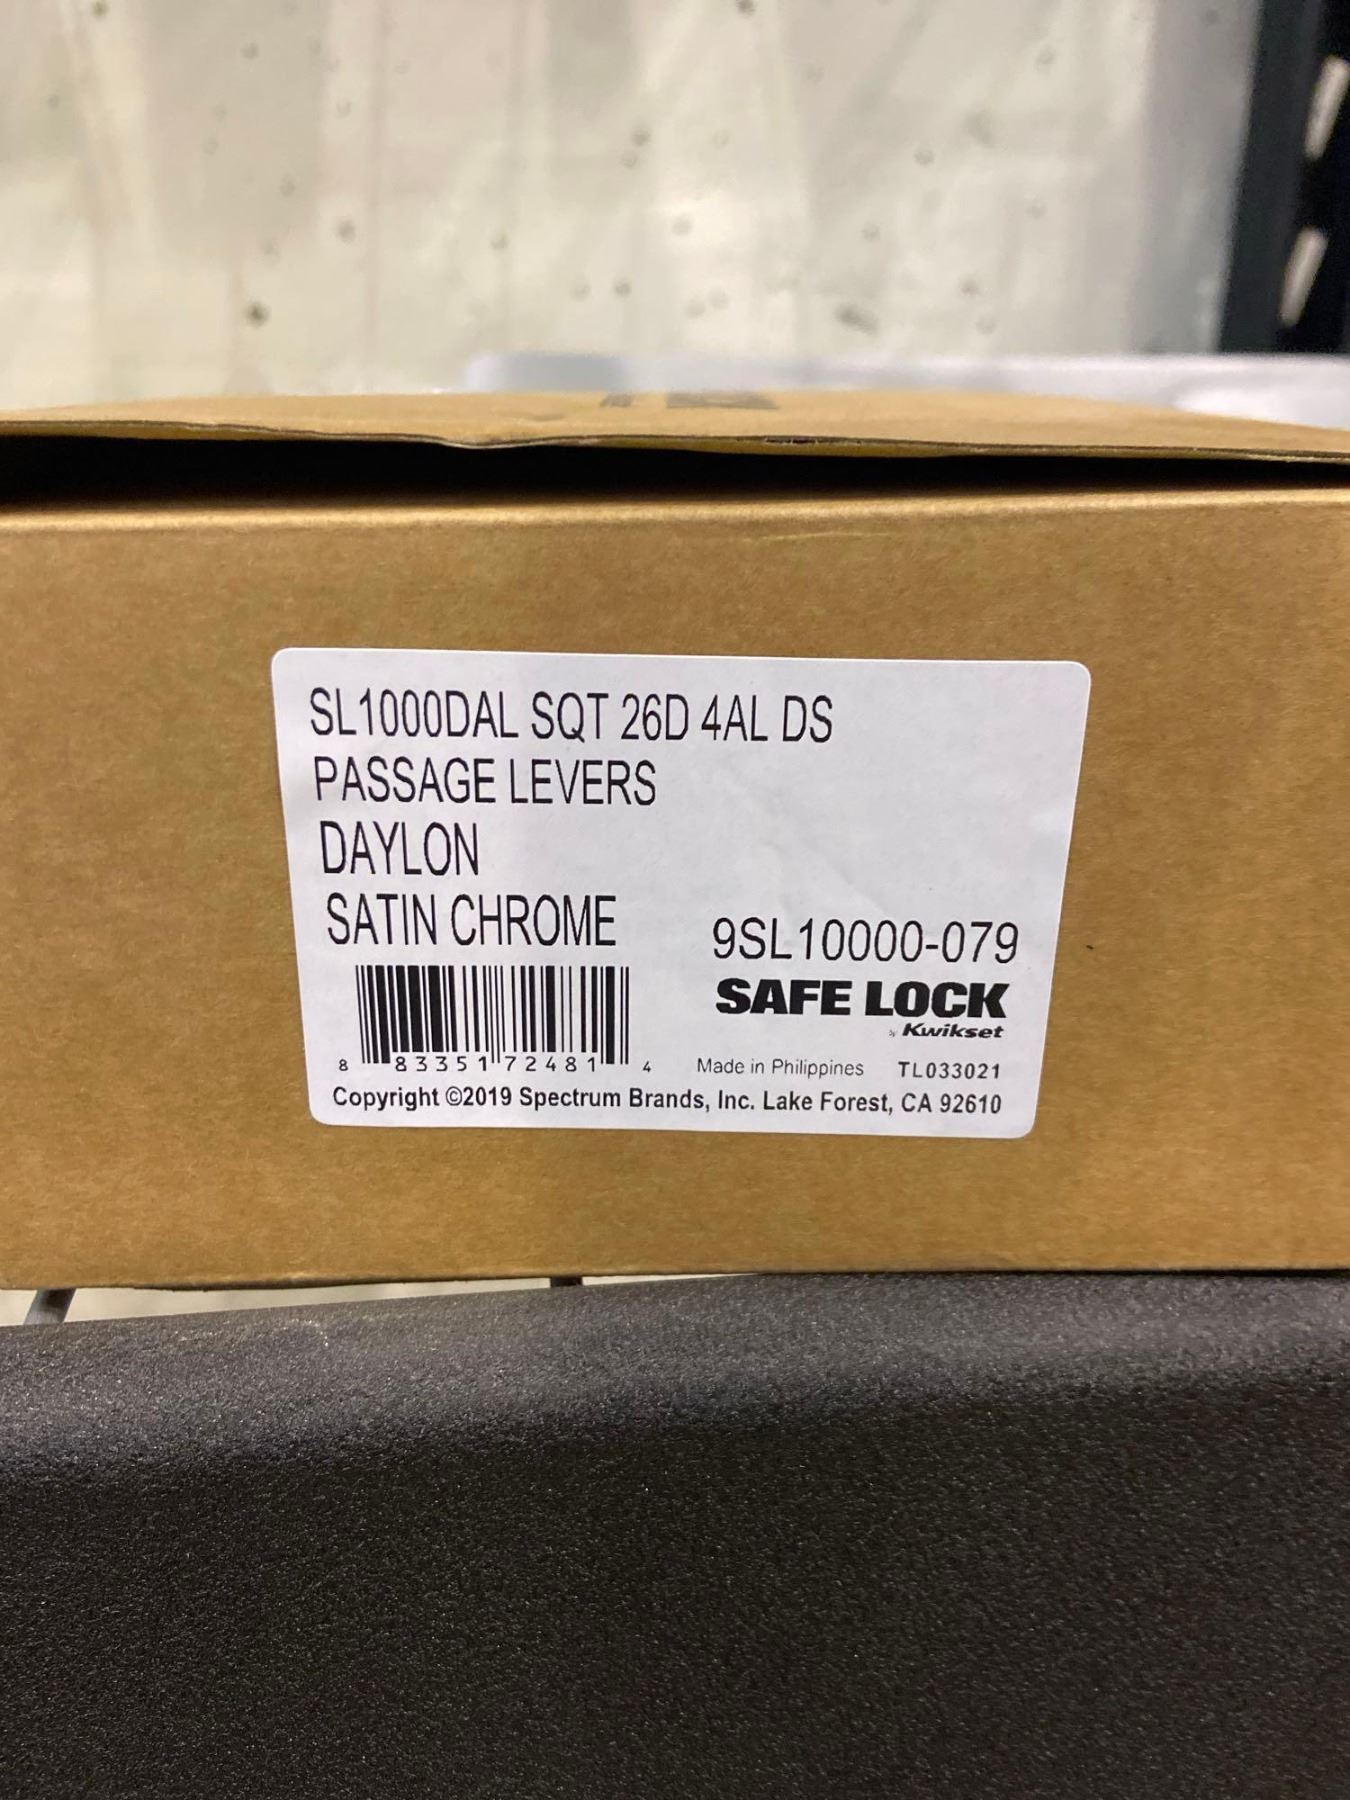 SL1000DAL SQT 26D 4AL DS
PASSAGE LEVERS
DAYLON
SATIN CHROME
9SL10000-079
SAFE LOCK
by Kwikset
8 83351 72481 4
Made in Philippines TL033021
Copyright ©2019 Spectrum Brands, Inc. Lake Forest, CA 92610